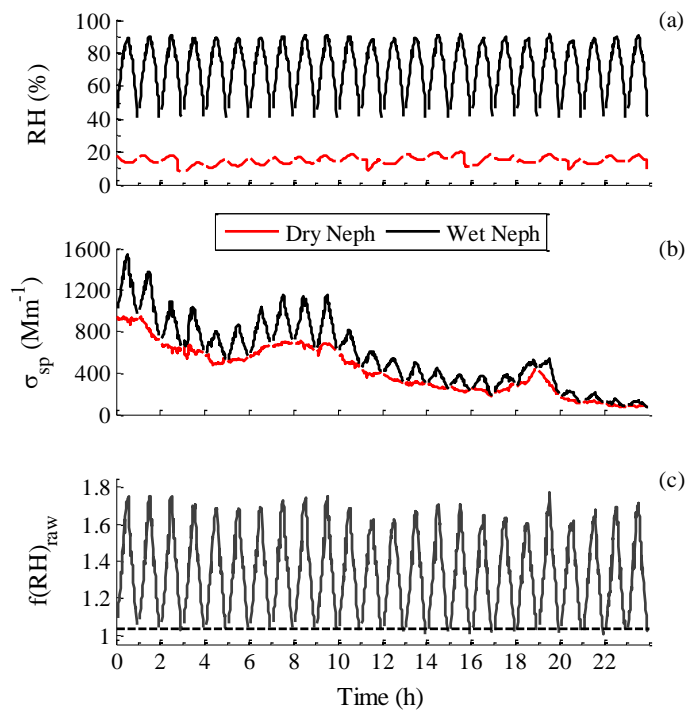 (a)
100
80
60
40
20
0
RH (%)
Dry Neph
Wet Neph
(b)
1600
1200
800
400
0
σsp (Mm-1)
(c)
1.8
1.6
1.4
1.2
1
f(RH)raw
0 2 4 6 8 10 12 14 16 18 20 22
Time (h)